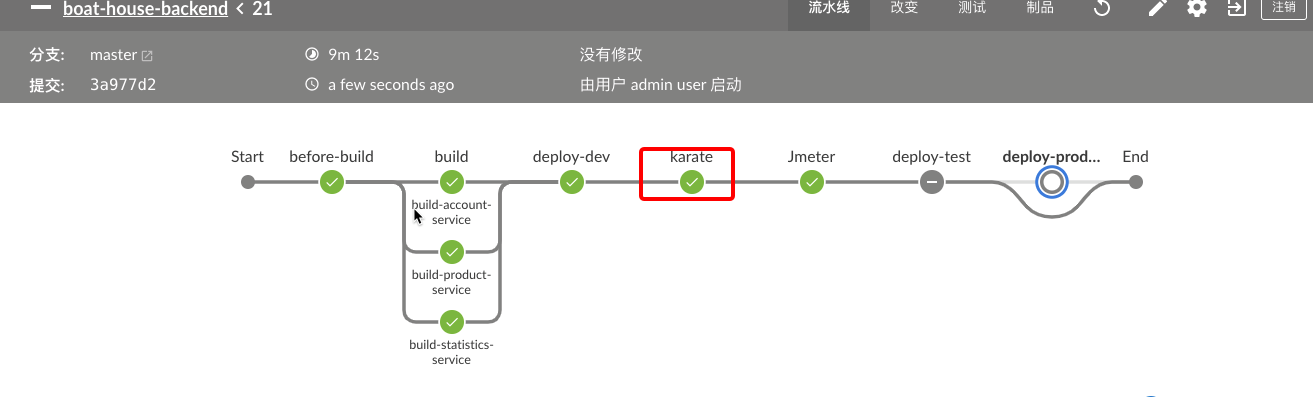 boat-house-backend < 21 流水线 改变 测试 制品 注销
分支: master 9m 12s 没有修改
提交: 3a977d2 a few seconds ago 由用户 admin user 启动
Start before-build build deploy-dev karate Jmeter deploy-test deploy-prod... End
build-account-
service
build-product-
service
build-statistics-
service